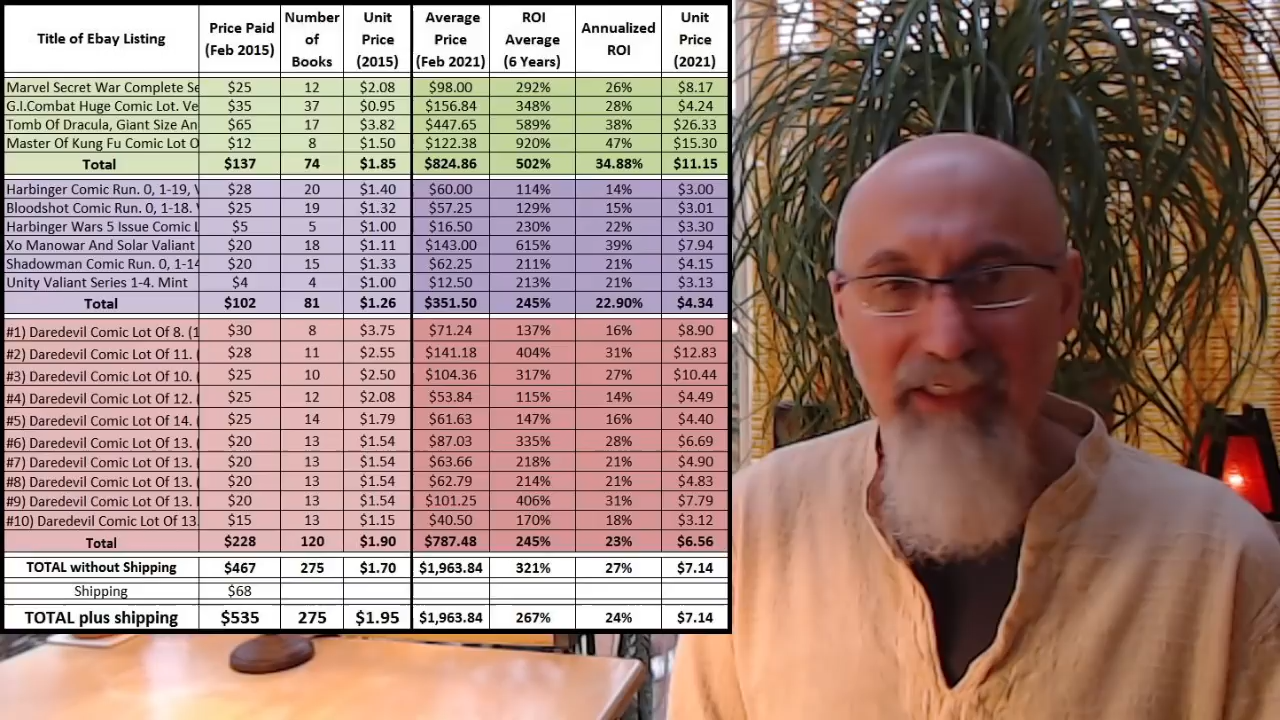 Title of Ebay Listing Price Paid (Feb 2015) Number of Books Unit Price (2015) Average Price (Feb 2021) ROI Average (6 Years) Annualized ROI Unit Price (2021)
Marvel Secret War Complete Se $25 12 $2.08 $98.00 292% 26% $8.17
G.I.Combat Huge Comic Lot. Ve $35 37 $0.95 $156.84 348% 28% $4.24
Tomb Of Dracula, Giant Size An $65 17 $3.82 $447.65 589% 38% $26.33
Master Of Kung Fu Comic Lot O $12 8 $1.50 $122.38 920% 47% $15.30
Total $137 74 $1.85 $824.86 502% 34.88% $11.15
Harbinger Comic Run. 0, 1-19, V $28 20 $1.40 $60.00 114% 14% $3.00
Bloodshot Comic Run. 0, 1-18. $25 19 $1.32 $57.25 129% 15% $3.01
Harbinger Wars 5 Issue Comic L $5 5 $1.00 $16.50 230% 22% $3.30
Xo Manowar And Solar Valiant $20 18 $1.11 $143.00 615% 39% $7.94
Shadowman Comic Run. 0, 1-14 $20 15 $1.33 $62.25 211% 21% $4.15
Unity Valiant Series 1-4. Mint $4 4 $1.00 $12.50 213% 21% $3.13
Total $102 81 $1.26 $351.50 245% 22.90% $4.34
#1) Daredevil Comic Lot Of 8. (1 $30 8 $3.75 $71.24 137% 16% $8.90
#2) Daredevil Comic Lot Of 11. ( $28 11 $2.55 $141.18 404% 31% $12.83
#3) Daredevil Comic Lot Of 10. ( $25 10 $2.50 $104.36 317% 27% $10.44
#4) Daredevil Comic Lot Of 12. ( $25 12 $2.08 $53.84 115% 14% $4.49
#5) Daredevil Comic Lot Of 14. ( $25 14 $1.79 $61.63 147% 16% $4.40
#6) Daredevil Comic Lot Of 13. ( $20 13 $1.54 $87.03 335% 28% $6.69
#7) Daredevil Comic Lot Of 13. ( $20 13 $1.54 $63.66 218% 21% $4.90
#8) Daredevil Comic Lot Of 13. ( $20 13 $1.54 $62.79 214% 21% $4.83
#9) Daredevil Comic Lot Of 13. $20 13 $1.54 $101.25 406% 31% $7.79
#10) Daredevil Comic Lot Of 13. $15 13 $1.15 $40.50 170% 18% $3.12
Total $228 120 $1.90 $787.48 245% 23% $6.56
TOTAL without Shipping $467 275 $1.70 $1,963.84 321% 27% $7.14
Shipping $68
TOTAL plus shipping $535 275 $1.95 $1,963.84 267% 24% $7.14